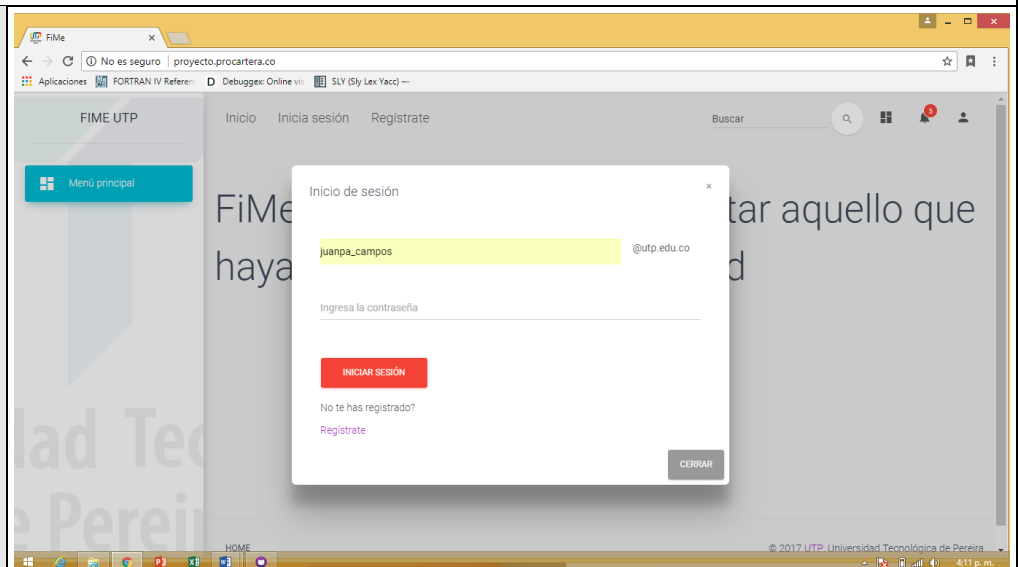 FiMe
No es seguro | proyecto.procartera.co
Aplicaciones FORTRAN IV Referen Debuggex: Online vis SLY (Sly Lex Yacc) —
FIME UTP Inicio Inicia sesión Regístrate Buscar 5
Menú principal
Inicio de sesión ×
FiMe tar aquello que
haya d
juanpa_campos @utp.edu.co
Ingresa la contraseña
INICIAR SESIÓN
No te has registrado?
Regístrate
CERRAR
dad Tec
e Perei
HOME © 2017 UTP, Universidad Tecnológica de Pereira
4:11 p. m.